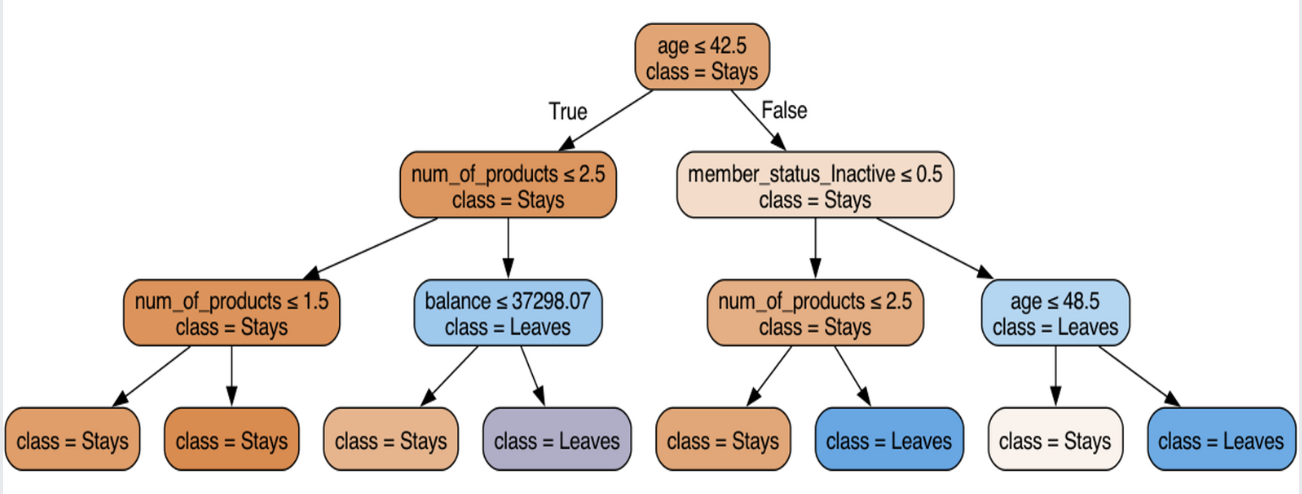 age ≤ 42.5
class = Stays
True
False
num_of_products ≤ 2.5
class = Stays
member_status_Inactive ≤ 0.5
class = Stays
num_of_products ≤ 1.5
class = Stays
balance ≤ 37298.07
class = Leaves
num_of_products ≤ 2.5
class = Stays
age ≤ 48.5
class = Leaves
class = Stays
class = Stays
class = Stays
class = Leaves
class = Stays
class = Leaves
class = Stays
class = Leaves